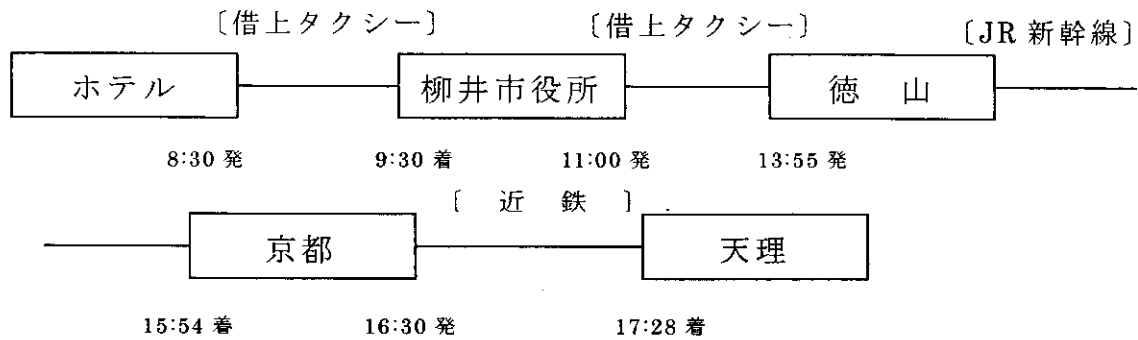 〔借上タクシー〕 〔借上タクシー〕 〔JR新幹線〕
ホテル 柳井市役所 徳山
8:30 発 9:30 着 11:00 発 13:55 発
〔近鉄〕
京都 天理
15:54 着 16:30 発 17:28 着